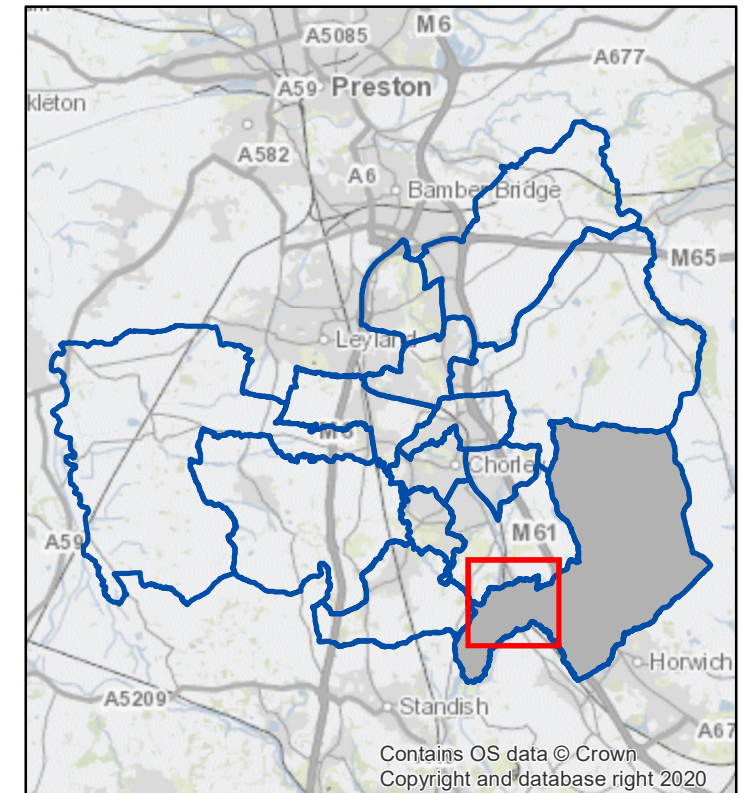 M6
A5085
A677
A59
Preston
kleton
A582
A6
Bamber Bridge
M65
Leyland
M6
Chorle
M61
A59
Horwich
A5209
Standish
A67
Contains OS data © Crown
Copyright and database right 2020